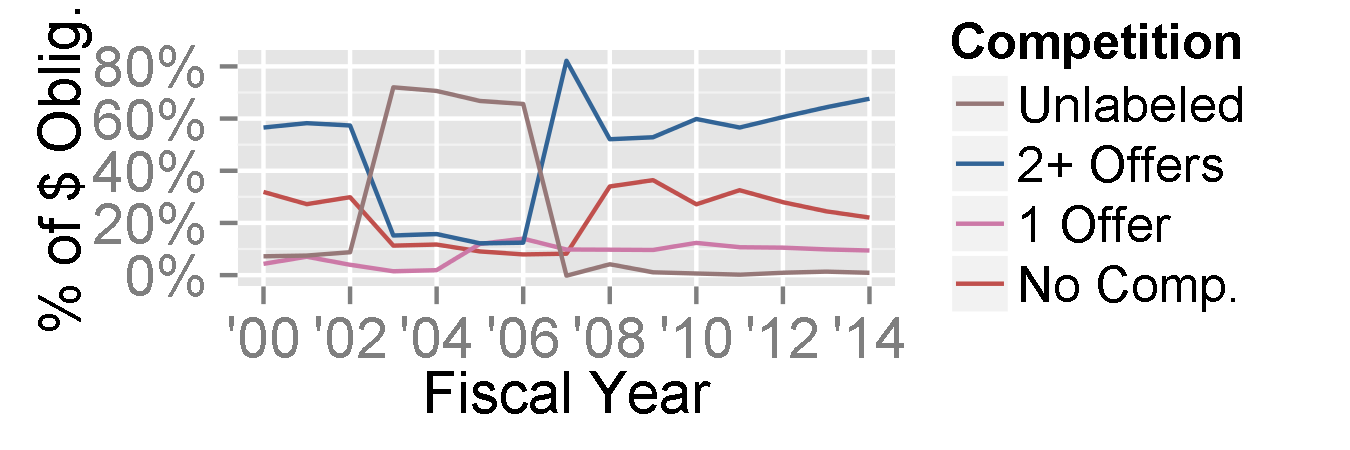 % of $ Oblig.
80%
60%
40%
20%
0%
'00 '02 '04 '06 '08 '10 '12 '14
Fiscal Year
Competition
Unlabeled
2+ Offers
1 Offer
No Comp.